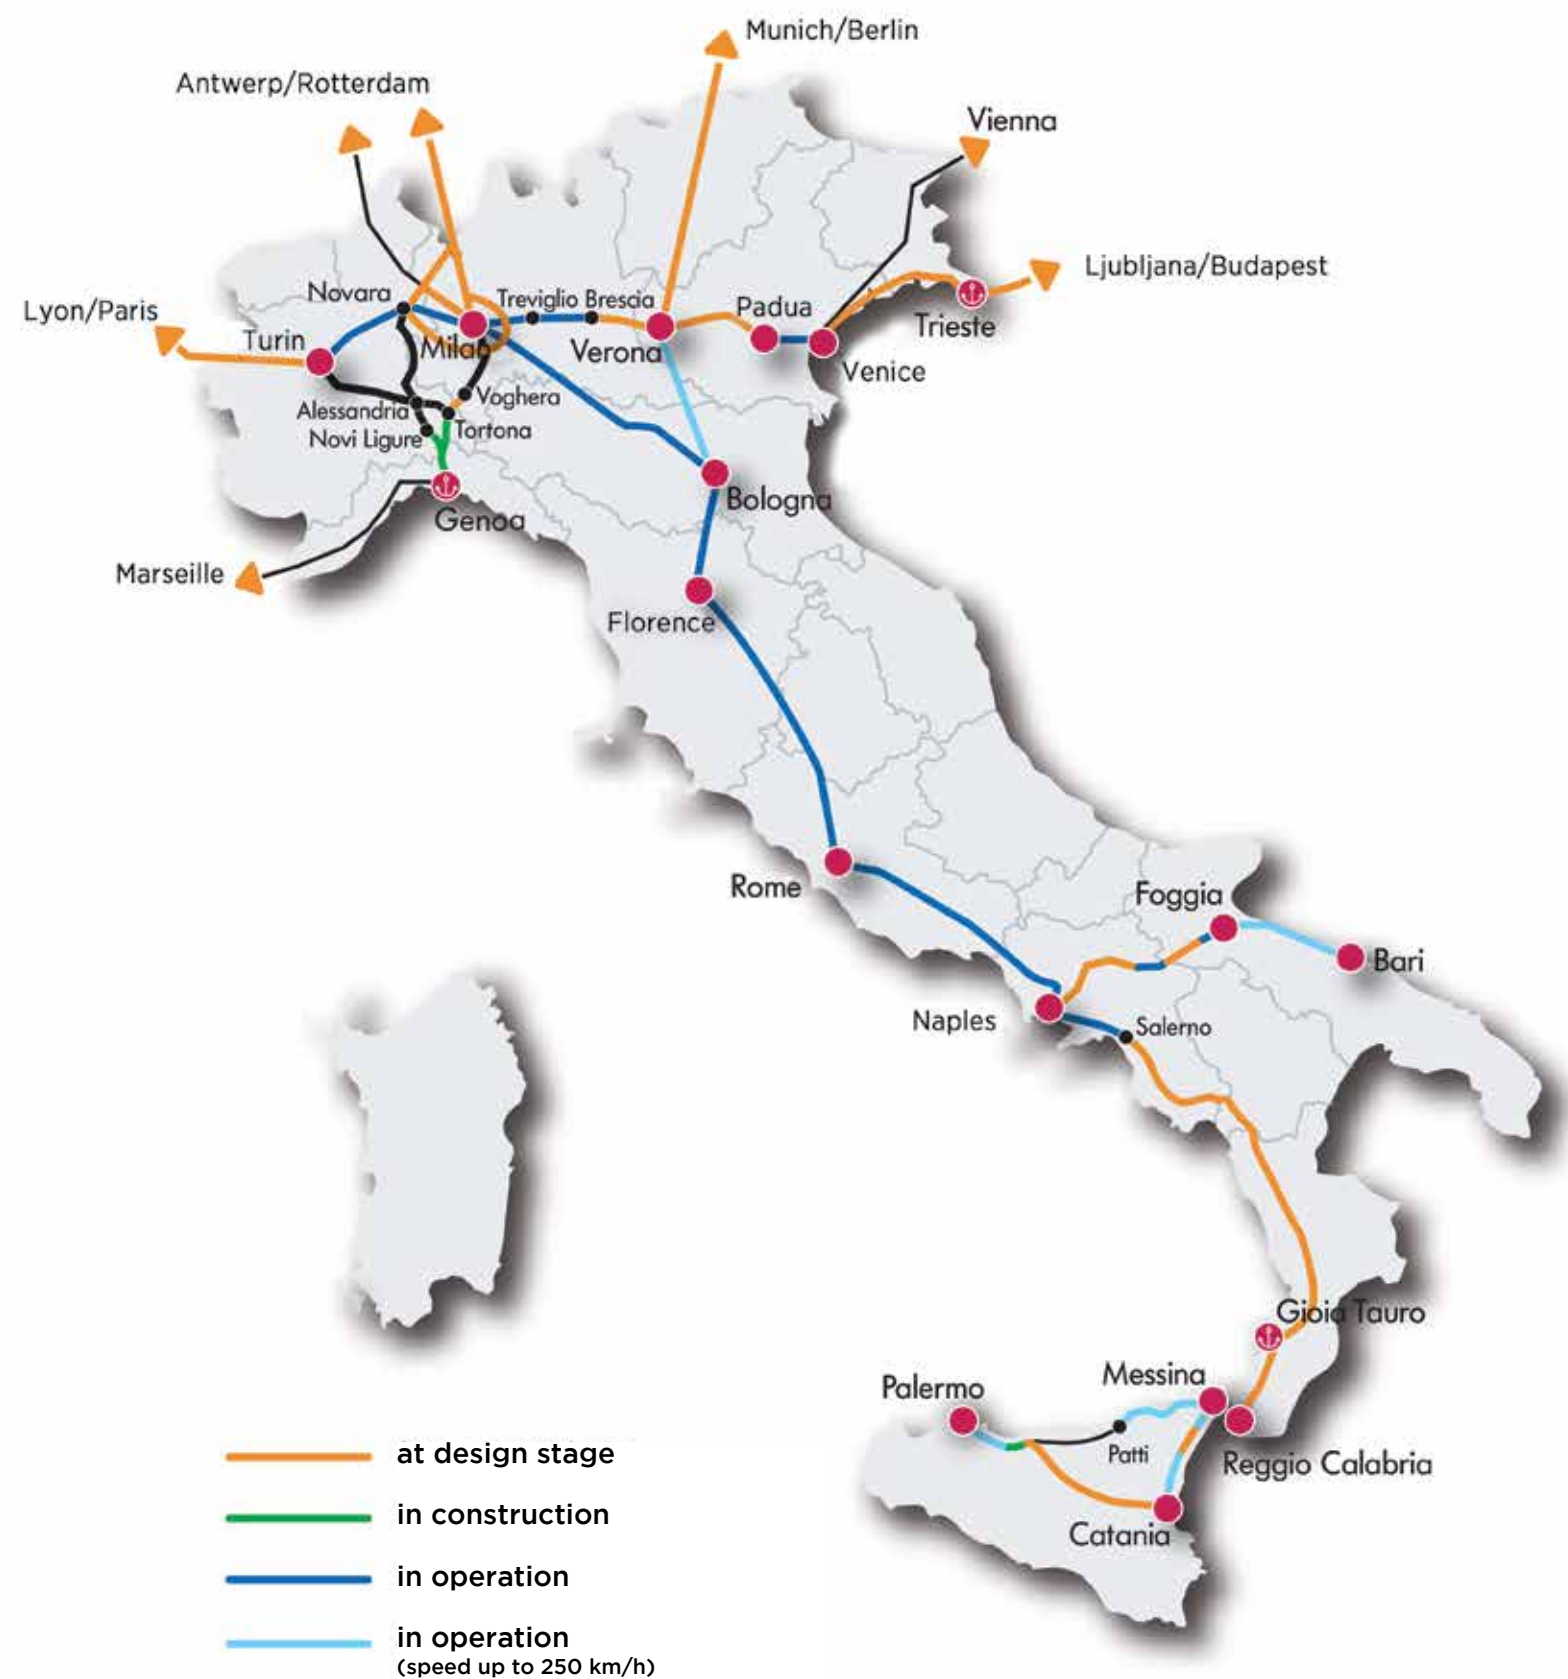 Munich/Berlin
Antwerp/Rotterdam
Vienna
Ljubljana/Budapest
Lyon/Paris
Novara
Treviglio Brescia
Padua
Trieste
Turin
Milan
Verona
Venice
Voghera
Alessandria
Tortona
Novi Ligure
Bologna
Genoa
Marseille
Florence
Rome
Foggia
Bari
Naples
Salerno
Gioia Tauro
Messina
Palermo
Patti
Reggio Calabria
Catania
at design stage
in construction
in operation
in operation
(speed up to 250 km/h)